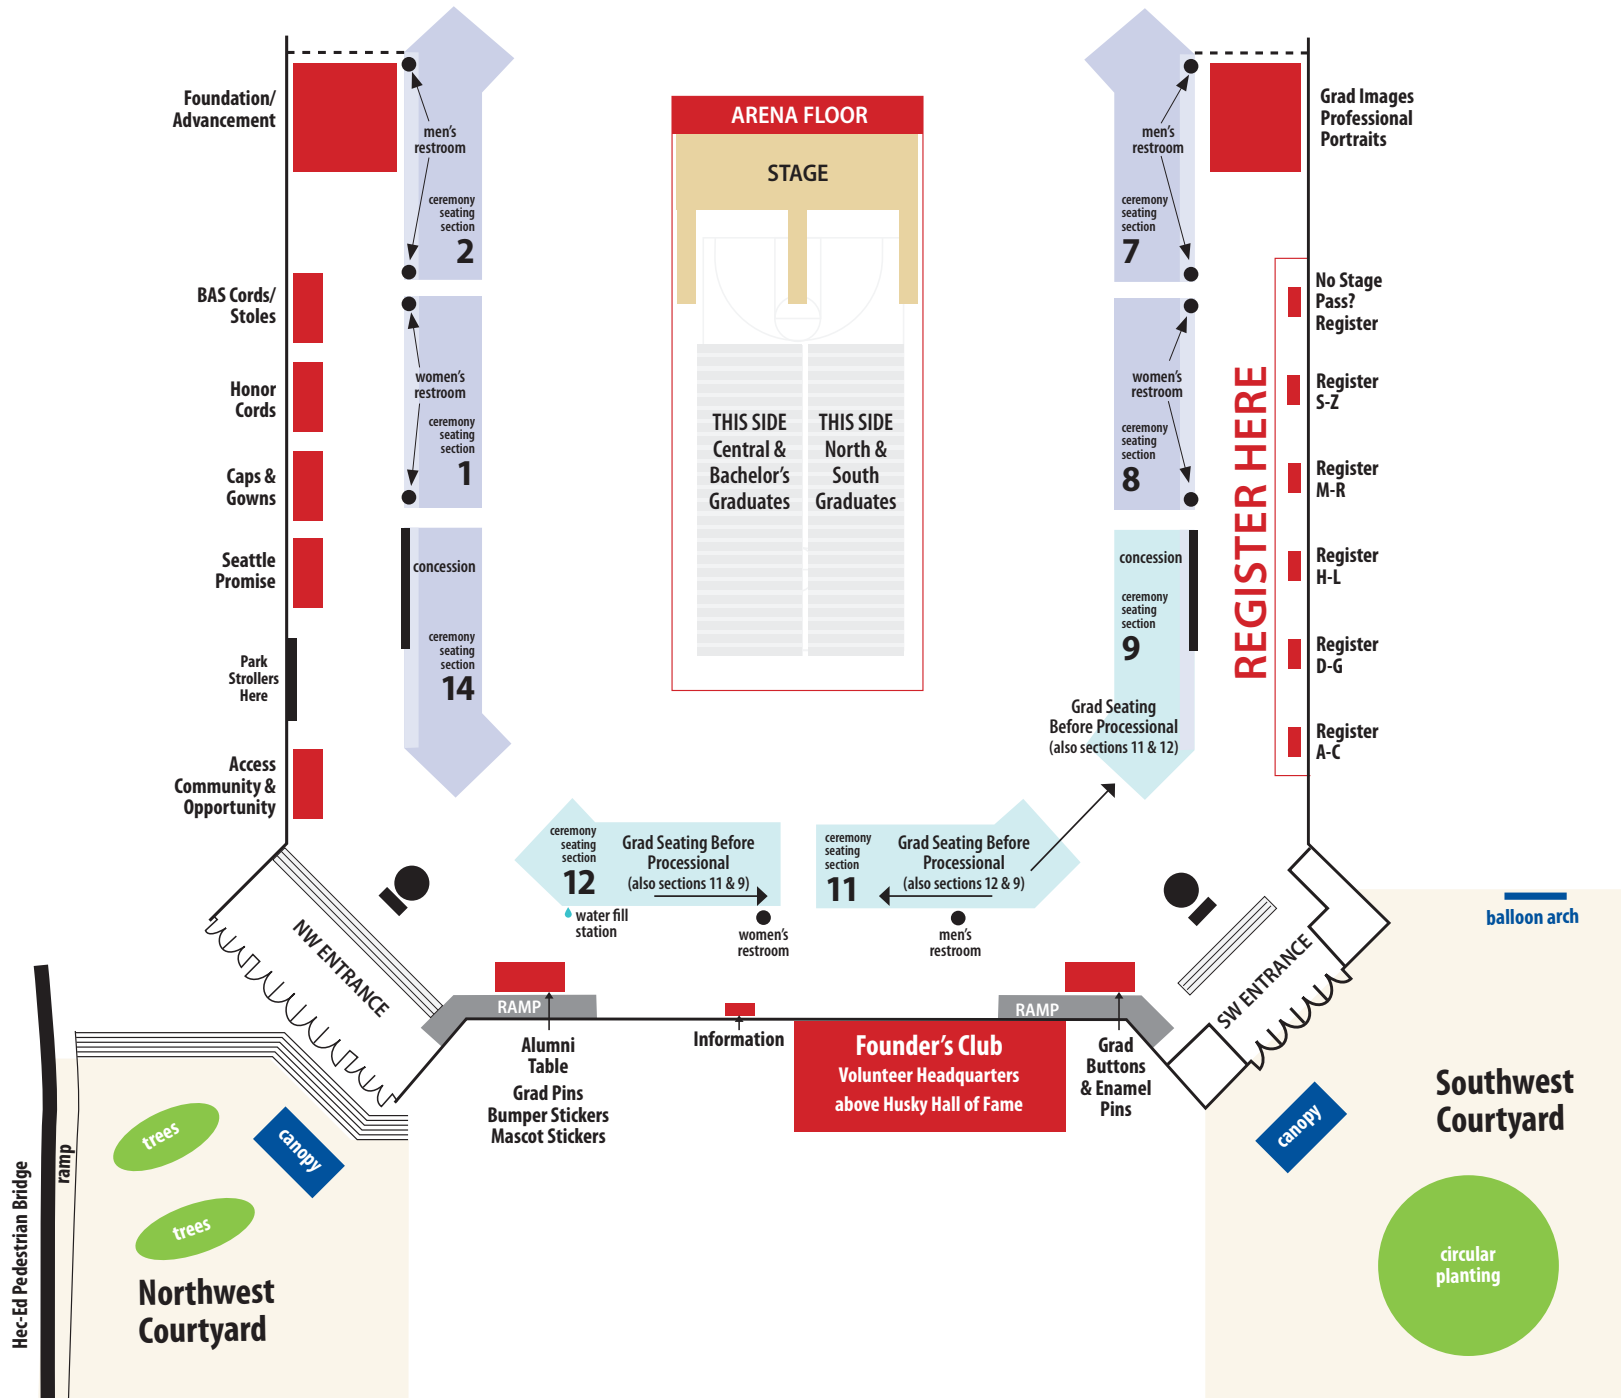 Foundation/
Advancement
men's
restroom
ceremony
seating
section
2
BAS Cords/
Stoles
Honor
Cords
women's
restroom
ceremony
seating
section
1
Caps &
Gowns
Seattle
Promise
concession
ceremony
seating
section
14
Park
Strollers
Here
Access
Community &
Opportunity
ARENA FLOOR
STAGE
THIS SIDE
Central &
Bachelor's
Graduates
THIS SIDE
North &
South
Graduates
men's
restroom
ceremony
seating
section
7
Grad Images
Professional
Portraits
women's
restroom
ceremony
seating
section
8
REGISTER HERE
No Stage
Pass?
Register
Register
S-Z
Register
M-R
Register
H-L
Register
D-G
Register
A-C
concession
ceremony
seating
section
9
Grad Seating
Before Processional
(also sections 11 & 12)
ceremony
seating
section
12
Grad Seating Before
Processional
(also sections 11 & 9)
ceremony
seating
section
11
Grad Seating Before
Processional
(also sections 12 & 9)
water fill
station
women's
restroom
men's
restroom
NW ENTRANCE
SW ENTRANCE
balloon arch
RAMP
RAMP
Alumni
Table
Grad Pins
Bumper Stickers
Mascot Stickers
Information
Founder's Club
Volunteer Headquarters
above Husky Hall of Fame
Grad
Buttons
& Enamel
Pins
Hec-Ed Pedestrian Bridge
ramp
trees
trees
canopy
Northwest
Courtyard
canopy
Southwest
Courtyard
circular
planting